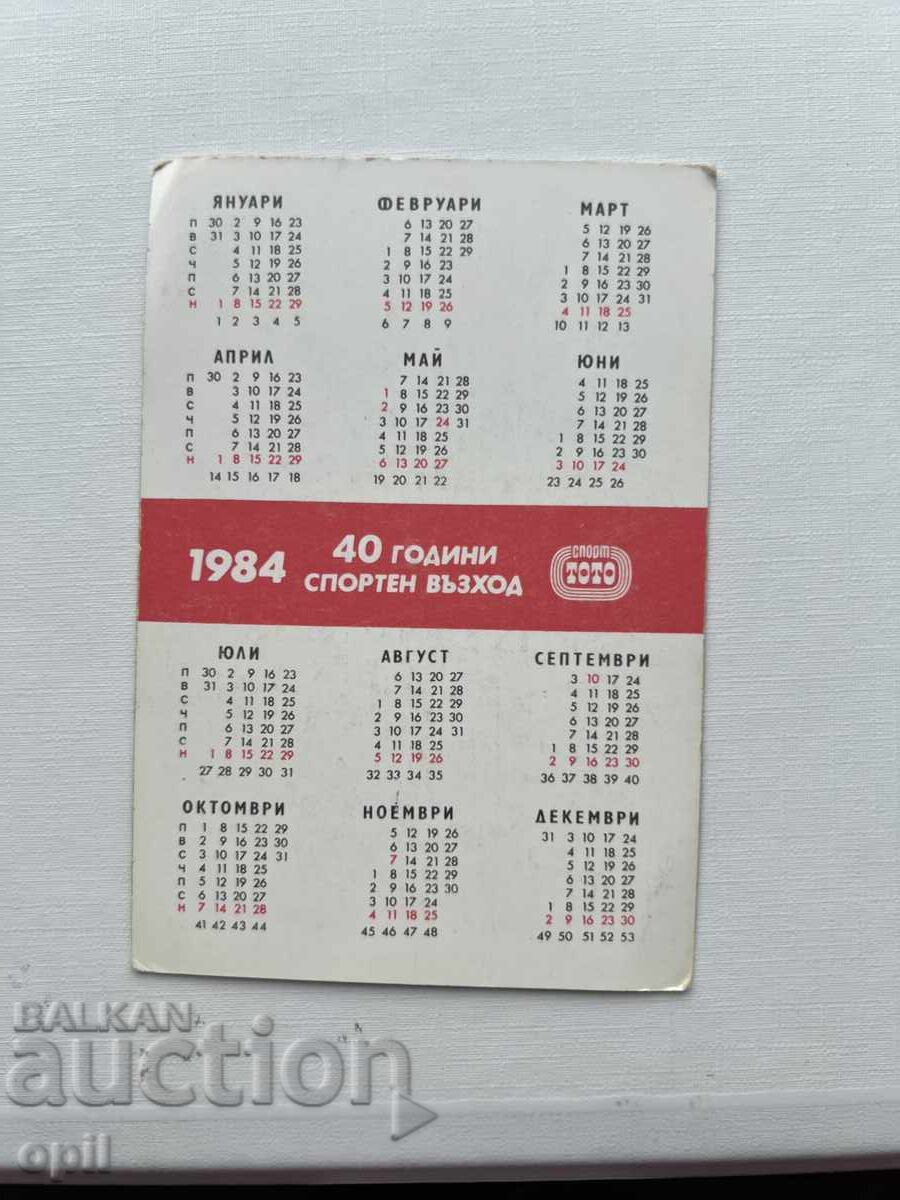 ЯНУАРИ
П 30 2 9 16 23
В 31 3 10 17 24
С 4 11 18 25
Ч 5 12 19 26
П 6 13 20 27
С 7 14 21 28
Н 1 8 15 22 29
1 2 3 4 5
ФЕВРУАРИ
6 13 20 27
7 14 21 28
1 8 15 22 29
2 9 16 23
3 10 17 24
4 11 18 25
5 12 19 26
6 7 8 9
МАРТ
5 12 19 26
6 13 20 27
7 14 21 28
1 8 15 22 29
2 9 16 23 30
3 10 17 24 31
4 11 18 25
10 11 12 13
АПРИЛ
П 30 2 9 16 23
В 3 10 17 24
С 4 11 18 25
Ч 5 12 19 26
П 6 13 20 27
С 7 14 21 28
Н 1 8 15 22 29
14 15 16 17 18
МАЙ
7 14 21 28
1 8 15 22 29
2 9 16 23 30
3 10 17 24 31
4 11 18 25
5 12 19 26
6 13 20 27
19 20 21 22
ЮНИ
4 11 18 25
5 12 19 26
6 13 20 27
7 14 21 28
1 8 15 22 29
2 9 16 23 30
3 10 17 24
23 24 25 26
1984
40 ГОДИНИ
СПОРТЕН ВЪЗХОД
СПОРТ
ТОТО
ЮЛИ
П 30 2 9 16 23
В 31 3 10 17 24
С 4 11 18 25
Ч 5 12 19 26
П 6 13 20 27
С 7 14 21 28
Н 1 8 15 22 29
27 28 29 30 31
АВГУСТ
6 13 20 27
7 14 21 28
1 8 15 22 29
2 9 16 23 30
3 10 17 24 31
4 11 18 25
5 12 19 26
32 33 34 35
СЕПТЕМВРИ
3 10 17 24
4 11 18 25
5 12 19 26
6 13 20 27
7 14 21 28
1 8 15 22 29
2 9 16 23 30
36 37 38 39 40
ОКТОМВРИ
П 1 8 15 22 29
В 2 9 16 23 30
С 3 10 17 24 31
Ч 4 11 18 25
П 5 12 19 26
С 6 13 20 27
Н 7 14 21 28
41 42 43 44
НОЕМВРИ
5 12 19 26
6 13 20 27
7 14 21 28
1 8 15 22 29
2 9 16 23 30
3 10 17 24
4 11 18 25
45 46 47 48
ДЕКЕМВРИ
31 3 10 17 24
4 11 18 25
5 12 19 26
6 13 20 27
7 14 21 28
1 8 15 22 29
2 9 16 23 30
49 50 51 52 53
BALKAN
auction
opil